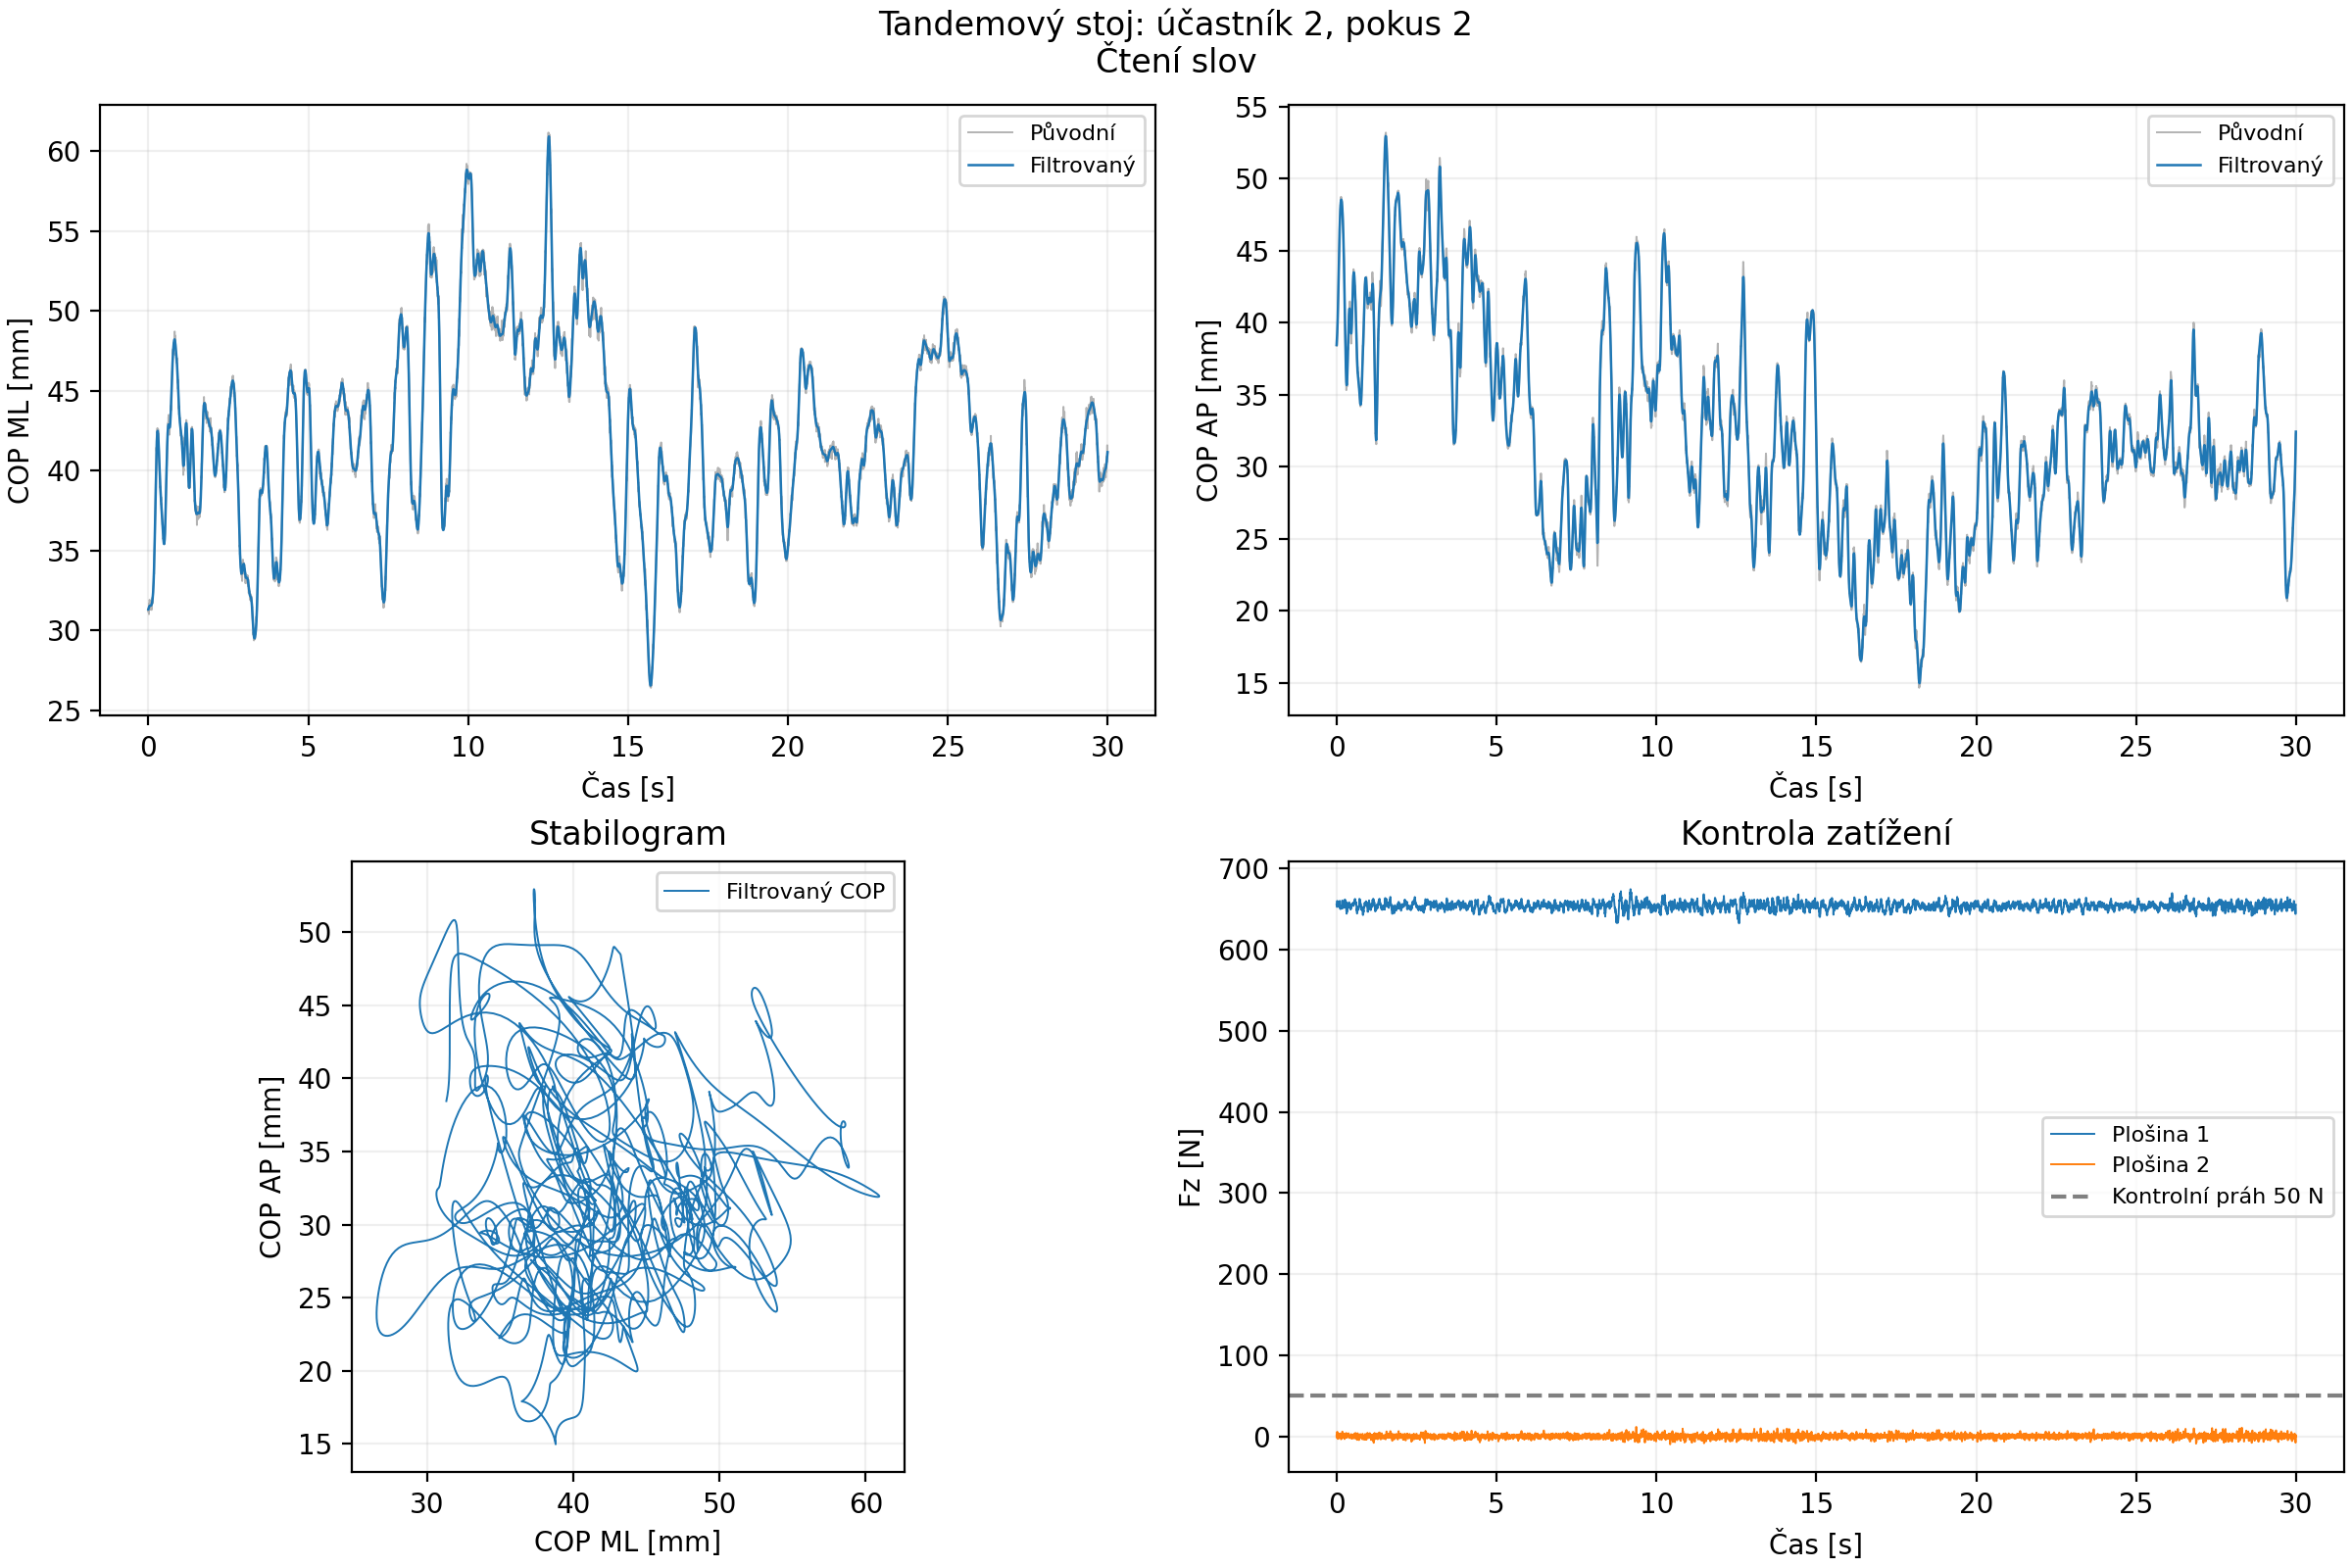 Tandemový stoj: účastník 2, pokus 2
Čtení slov
60
55
50
45
40
35
30
25
COP ML [mm]
0 5 10 15 20 25 30
Čas [s]
Původní
Filtrovaný
55
50
45
40
35
30
25
20
15
COP AP [mm]
0 5 10 15 20 25 30
Čas [s]
Původní
Filtrovaný
Stabilogram
Filtrovaný COP
50
45
40
35
30
25
20
15
COP AP [mm]
30 40 50 60
COP ML [mm]
Kontrola zatížení
700
600
500
400
300
200
100
0
Fz [N]
Plošina 1
Plošina 2
Kontrolní práh 50 N
0 5 10 15 20 25 30
Čas [s]